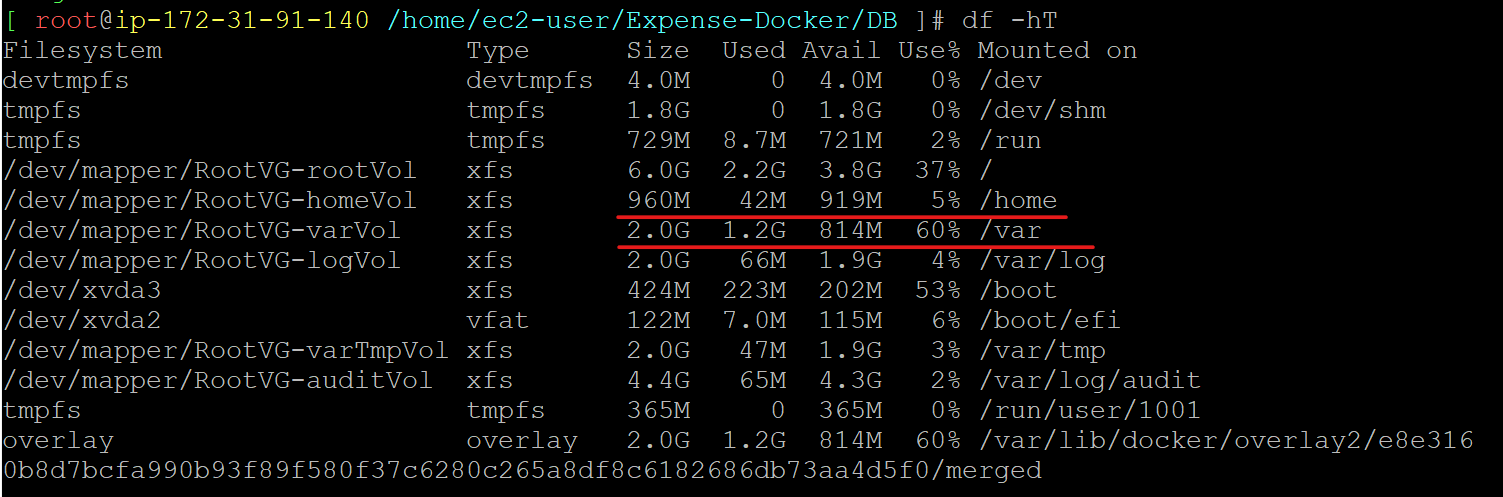 [ root@ip-172-31-91-140 /home/ec2-user/Expense-Docker/DB ]# df -hT
Filesystem                    Type      Size  Used Avail Use% Mounted on
devtmpfs                      devtmpfs  4.0M     0  4.0M   0% /dev
tmpfs                         tmpfs     1.8G     0  1.8G   0% /dev/shm
tmpfs                         tmpfs     729M  8.7M  721M   2% /run
/dev/mapper/RootVG-rootVol    xfs       6.0G  2.2G  3.8G  37% /
/dev/mapper/RootVG-homeVol    xfs       960M   42M  919M   5% /home
/dev/mapper/RootVG-varVol     xfs       2.0G  1.2G  814M  60% /var
/dev/mapper/RootVG-logVol     xfs       2.0G   66M  1.9G   4% /var/log
/dev/xvda3                    xfs       424M  223M  202M  53% /boot
/dev/xvda2                    vfat      122M  7.0M  115M   6% /boot/efi
/dev/mapper/RootVG-varTmpVol  xfs       2.0G   47M  1.9G   3% /var/tmp
/dev/mapper/RootVG-auditVol   xfs       4.4G   65M  4.3G   2% /var/log/audit
tmpfs                         tmpfs     365M     0  365M   0% /run/user/1001
overlay                       overlay   2.0G  1.2G  814M  60% /var/lib/docker/overlay2/e8e316
0b8d7bcfa990b93f89f580f37c6280c265a8df8c6182686db73aa4d5f0/merged